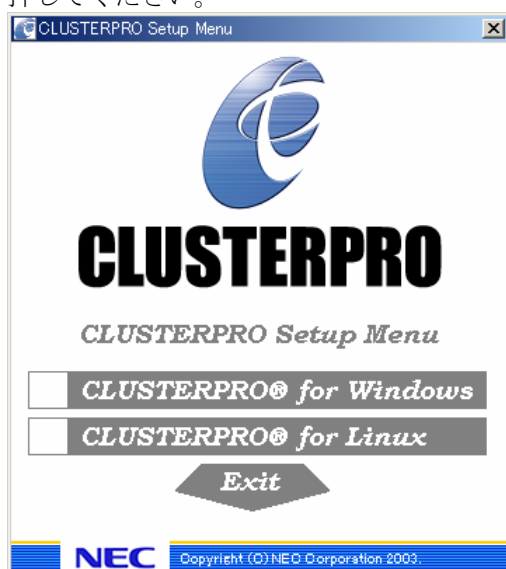 押してください。
CLUSTERPRO Setup Menu
CLUSTERPRO
CLUSTERPRO Setup Menu
CLUSTERPRO® for Windows
CLUSTERPRO® for Linux
Exit
NEC
Copyright (C) NEC Corporation 2003.